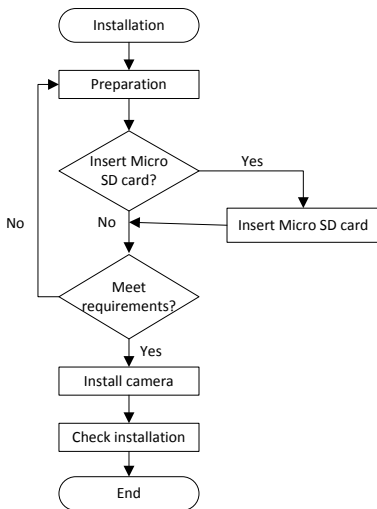 Installation
Preparation
Insert Micro
SD card?
Yes
No
No
Insert Micro SD card
Meet
requirements?
Yes
Install camera
Check installation
End